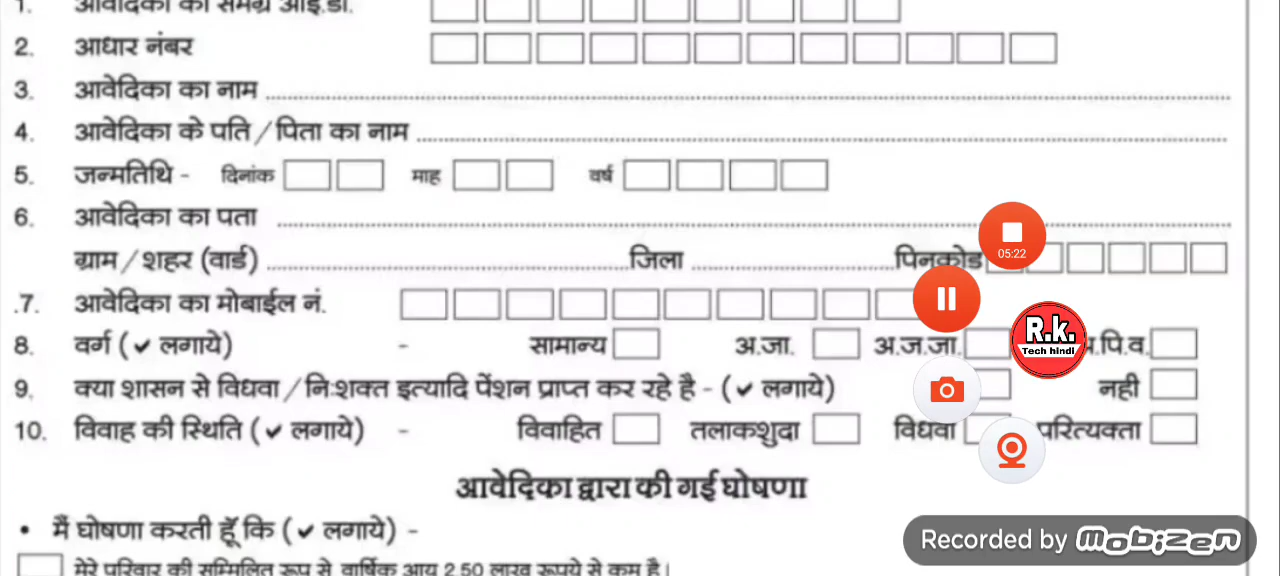 1. आवेदिका की समग्र आई.डी.
2. आधार नंबर
3. आवेदिका का नाम
4. आवेदिका के पति / पिता का नाम
5. जन्मतिथि - दिनांक माह वर्ष
6. आवेदिका का पता
ग्राम / शहर (वार्ड) जिला पिनकोड
05:22
.7. आवेदिका का मोबाईल नं.
8. वर्ग (✓ लगाये) - सामान्य अ.जा. अ.ज.जा. .पि.व.
R.k.
Tech hindi
9. क्या शासन से विधवा / निःशक्त इत्यादि पेंशन प्राप्त कर रहे है - (✓ लगाये) नही
10. विवाह की स्थिति (✓ लगाये) - विवाहित तलाकशुदा विधवा परित्यक्ता
आवेदिका द्वारा की गई घोषणा
• मैं घोषणा करती हूँ कि (✓ लगाये) -
Recorded by mobizen
मेरे परिवार की सम्मिलित रूप से वार्षिक आय 2.50 लाख रूपये से कम है।